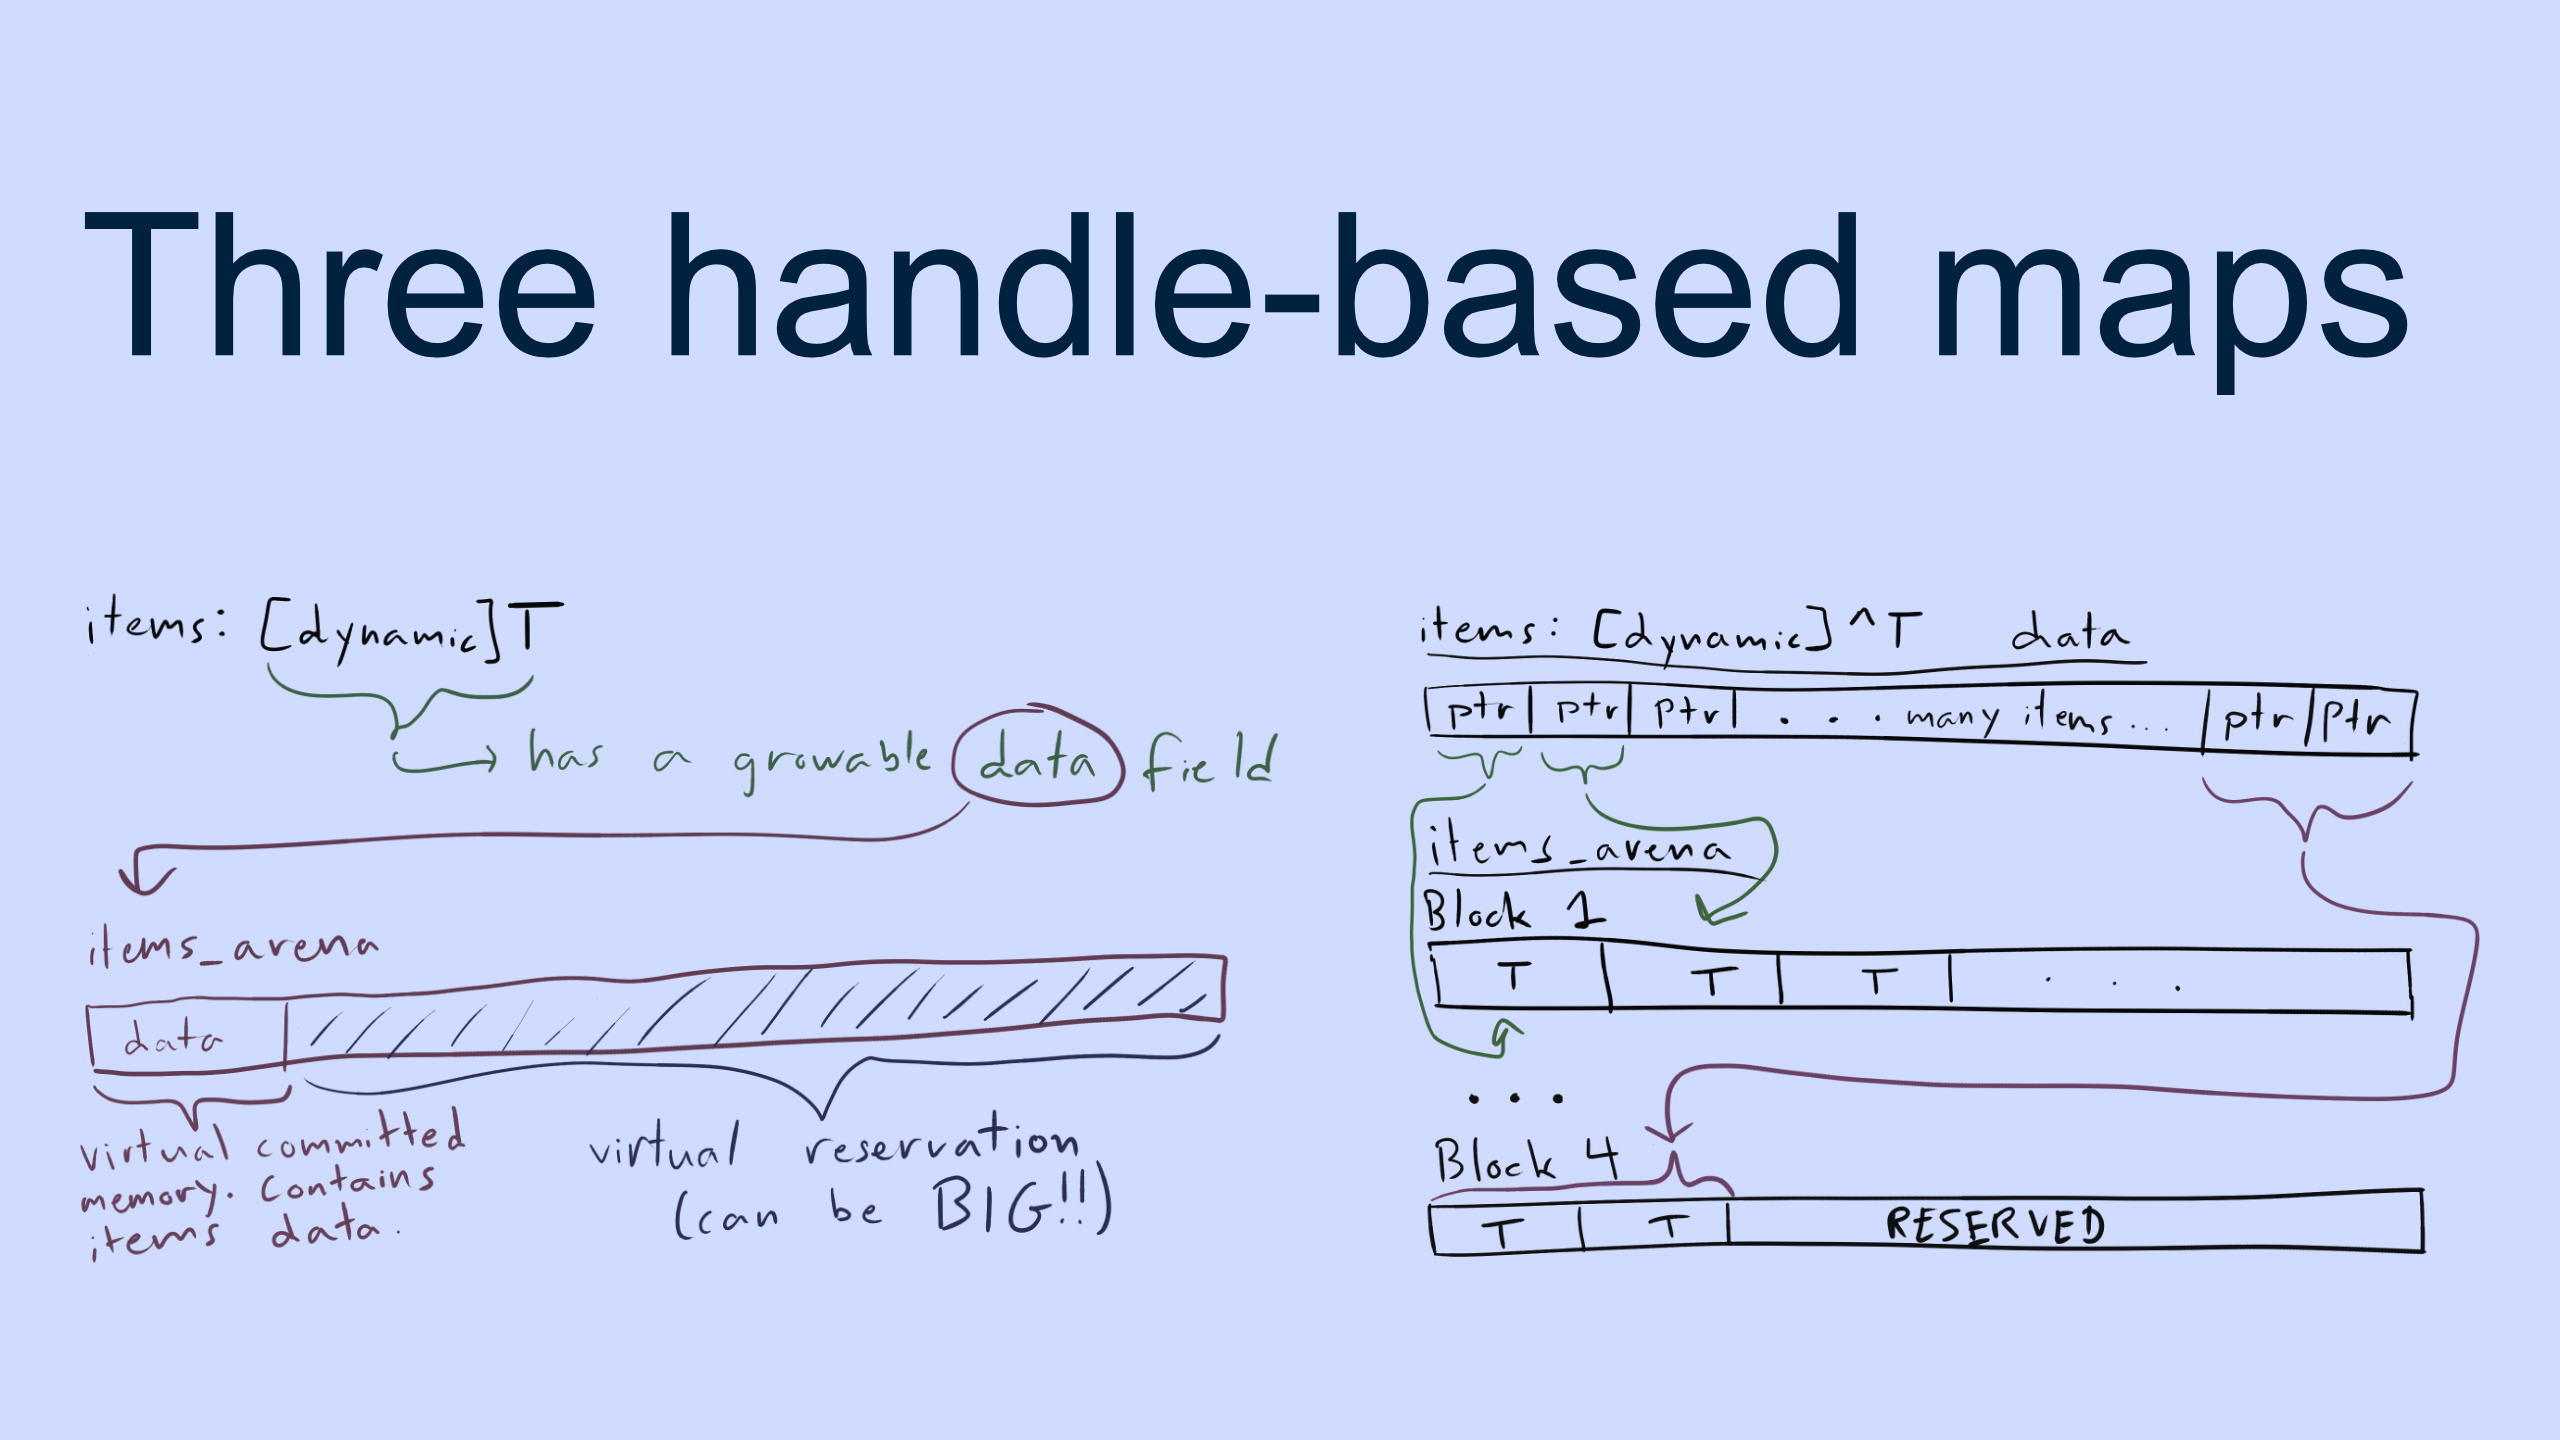 Three handle-based maps
items: [dynamic]T
has a growable data field
items_arena
data
virtual committed
memory. Contains
items data.
virtual reservation
(can be BIG!!)
items: [dynamic]^T data
ptr ptr Ptr . . . many items ... ptr Ptr
items_arena
Block 1
T T T . . .
. . .
Block 4
T T RESERVED